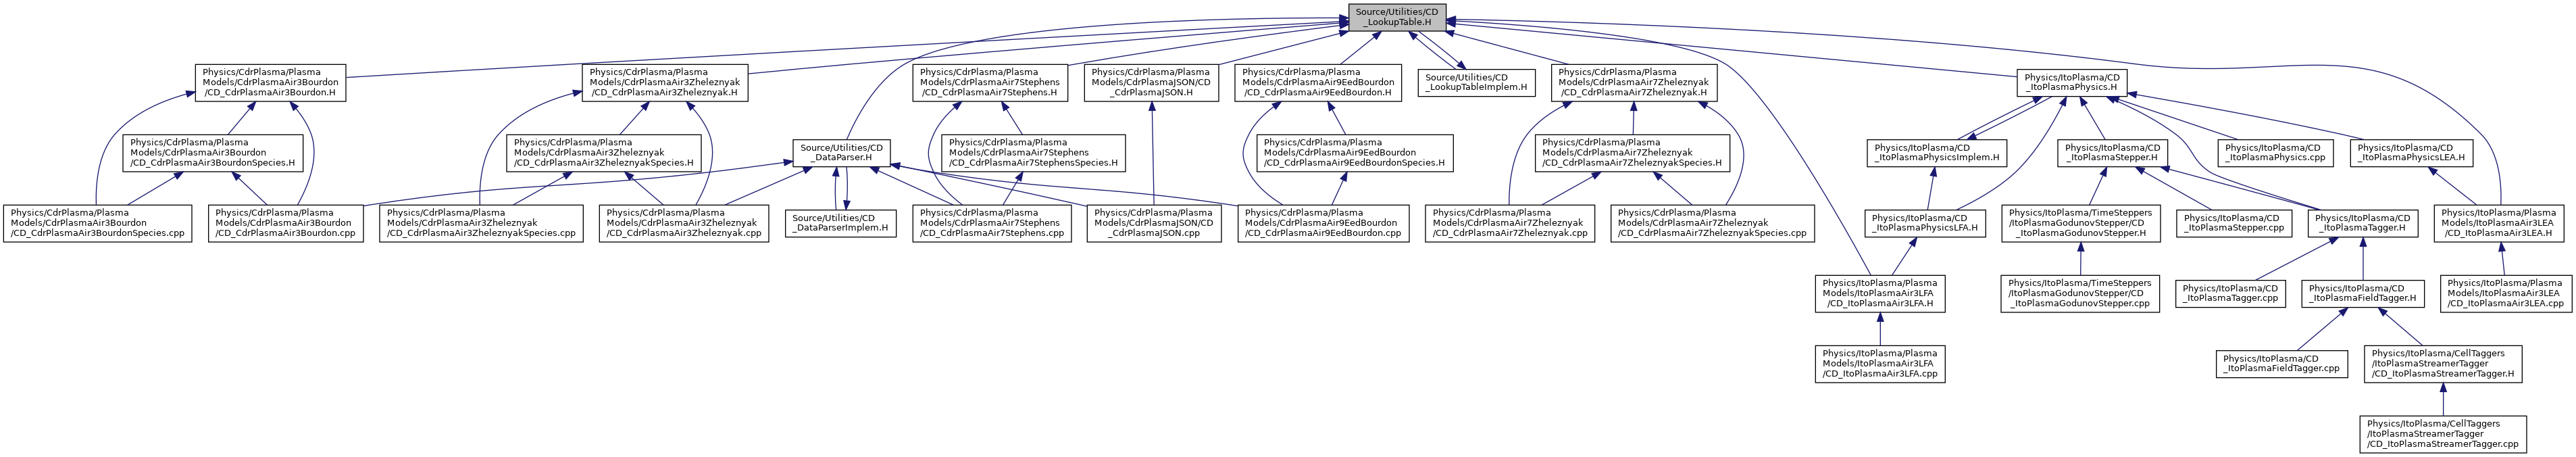 Source/Utilities/CD
_LookupTable.H
Physics/CdrPlasma/Plasma
Models/CdrPlasmaAir3Bourdon
/CD_CdrPlasmaAir3Bourdon.H
Physics/CdrPlasma/Plasma
Models/CdrPlasmaAir3Zheleznyak
/CD_CdrPlasmaAir3Zheleznyak.H
Physics/CdrPlasma/Plasma
Models/CdrPlasmaAir7Stephens
/CD_CdrPlasmaAir7Stephens.H
Physics/CdrPlasma/Plasma
Models/CdrPlasmaJSON/CD
_CdrPlasmaJSON.H
Physics/CdrPlasma/Plasma
Models/CdrPlasmaAir9EedBourdon
/CD_CdrPlasmaAir9EedBourdon.H
Source/Utilities/CD
_LookupTableImplem.H
Physics/CdrPlasma/Plasma
Models/CdrPlasmaAir7Zheleznyak
/CD_CdrPlasmaAir7Zheleznyak.H
Physics/ItoPlasma/CD
_ItoPlasmaPhysics.H
Physics/CdrPlasma/Plasma
Models/CdrPlasmaAir3Bourdon
/CD_CdrPlasmaAir3BourdonSpecies.H
Physics/CdrPlasma/Plasma
Models/CdrPlasmaAir3Zheleznyak
/CD_CdrPlasmaAir3ZheleznyakSpecies.H
Source/Utilities/CD
_DataParser.H
Physics/CdrPlasma/Plasma
Models/CdrPlasmaAir7Stephens
/CD_CdrPlasmaAir7StephensSpecies.H
Physics/CdrPlasma/Plasma
Models/CdrPlasmaAir9EedBourdon
/CD_CdrPlasmaAir9EedBourdonSpecies.H
Physics/CdrPlasma/Plasma
Models/CdrPlasmaAir7Zheleznyak
/CD_CdrPlasmaAir7ZheleznyakSpecies.H
Physics/ItoPlasma/CD
_ItoPlasmaPhysicsImplem.H
Physics/ItoPlasma/CD
_ItoPlasmaStepper.H
Physics/ItoPlasma/CD
_ItoPlasmaPhysics.cpp
Physics/ItoPlasma/CD
_ItoPlasmaPhysicsLEA.H
Physics/CdrPlasma/Plasma
Models/CdrPlasmaAir3Bourdon
/CD_CdrPlasmaAir3BourdonSpecies.cpp
Physics/CdrPlasma/Plasma
Models/CdrPlasmaAir3Bourdon
/CD_CdrPlasmaAir3Bourdon.cpp
Physics/CdrPlasma/Plasma
Models/CdrPlasmaAir3Zheleznyak
/CD_CdrPlasmaAir3ZheleznyakSpecies.cpp
Physics/CdrPlasma/Plasma
Models/CdrPlasmaAir3Zheleznyak
/CD_CdrPlasmaAir3Zheleznyak.cpp
Source/Utilities/CD
_DataParserImplem.H
Physics/CdrPlasma/Plasma
Models/CdrPlasmaAir7Stephens
/CD_CdrPlasmaAir7Stephens.cpp
Physics/CdrPlasma/Plasma
Models/CdrPlasmaJSON/CD
_CdrPlasmaJSON.cpp
Physics/CdrPlasma/Plasma
Models/CdrPlasmaAir9EedBourdon
/CD_CdrPlasmaAir9EedBourdon.cpp
Physics/CdrPlasma/Plasma
Models/CdrPlasmaAir7Zheleznyak
/CD_CdrPlasmaAir7Zheleznyak.cpp
Physics/CdrPlasma/Plasma
Models/CdrPlasmaAir7Zheleznyak
/CD_CdrPlasmaAir7ZheleznyakSpecies.cpp
Physics/ItoPlasma/CD
_ItoPlasmaPhysicsLFA.H
Physics/ItoPlasma/TimeSteppers
/ItoPlasmaGodunovStepper/CD
_ItoPlasmaGodunovStepper.H
Physics/ItoPlasma/CD
_ItoPlasmaStepper.cpp
Physics/ItoPlasma/CD
_ItoPlasmaTagger.H
Physics/ItoPlasma/Plasma
Models/ItoPlasmaAir3LEA
/CD_ItoPlasmaAir3LEA.H
Physics/ItoPlasma/Plasma
Models/ItoPlasmaAir3LFA
/CD_ItoPlasmaAir3LFA.H
Physics/ItoPlasma/TimeSteppers
/ItoPlasmaGodunovStepper/CD
_ItoPlasmaGodunovStepper.cpp
Physics/ItoPlasma/CD
_ItoPlasmaTagger.cpp
Physics/ItoPlasma/CD
_ItoPlasmaFieldTagger.H
Physics/ItoPlasma/Plasma
Models/ItoPlasmaAir3LEA
/CD_ItoPlasmaAir3LEA.cpp
Physics/ItoPlasma/Plasma
Models/ItoPlasmaAir3LFA
/CD_ItoPlasmaAir3LFA.cpp
Physics/ItoPlasma/CD
_ItoPlasmaFieldTagger.cpp
Physics/ItoPlasma/CellTaggers
/ItoPlasmaStreamerTagger
/CD_ItoPlasmaStreamerTagger.H
Physics/ItoPlasma/CellTaggers
/ItoPlasmaStreamerTagger
/CD_ItoPlasmaStreamerTagger.cpp